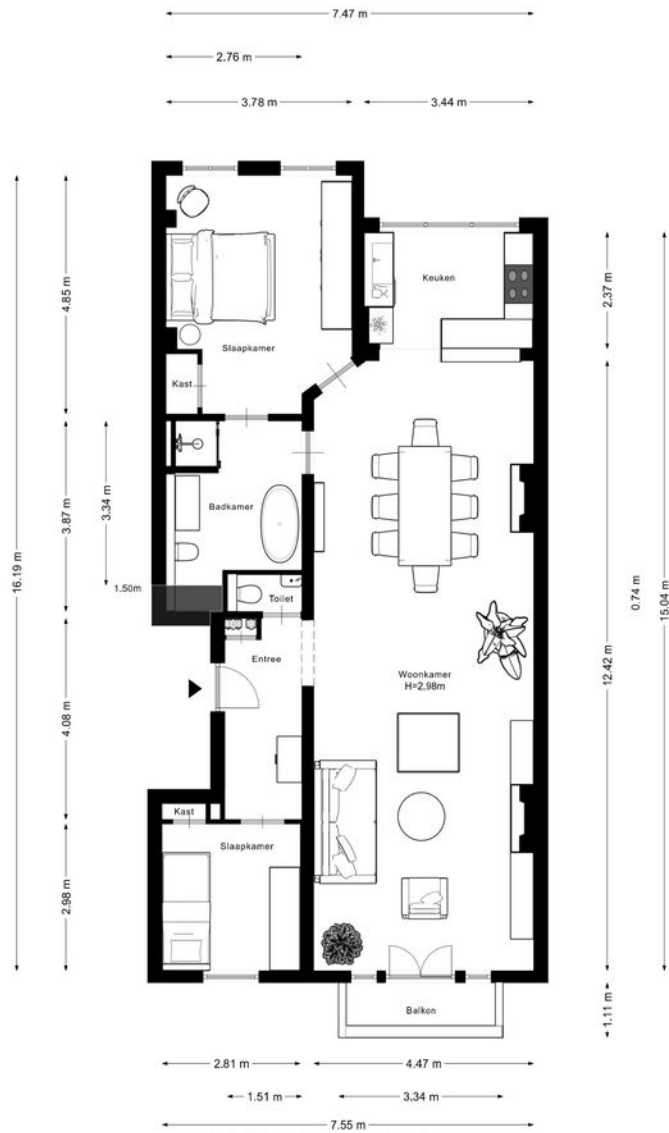 7.47 m
2.76 m
3.78 m
3.44 m
Keuken
2.37 m
4.85 m
Slaapkamer
Kast
3.87 m
3.34 m
Badkamer
16.19 m
1.50m
Toilet
0.74 m
15.04 m
Entree
Woonkamer
H=2.98m
12.42 m
4.08 m
Kast
Slaapkamer
2.98 m
Balkon
1.11 m
2.81 m
4.47 m
1.51 m
3.34 m
7.55 m